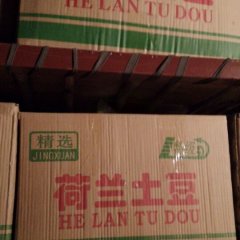 HE LAN TU DOU
精选
JINGXUAN
荷兰土豆
HE LAN TU DOU